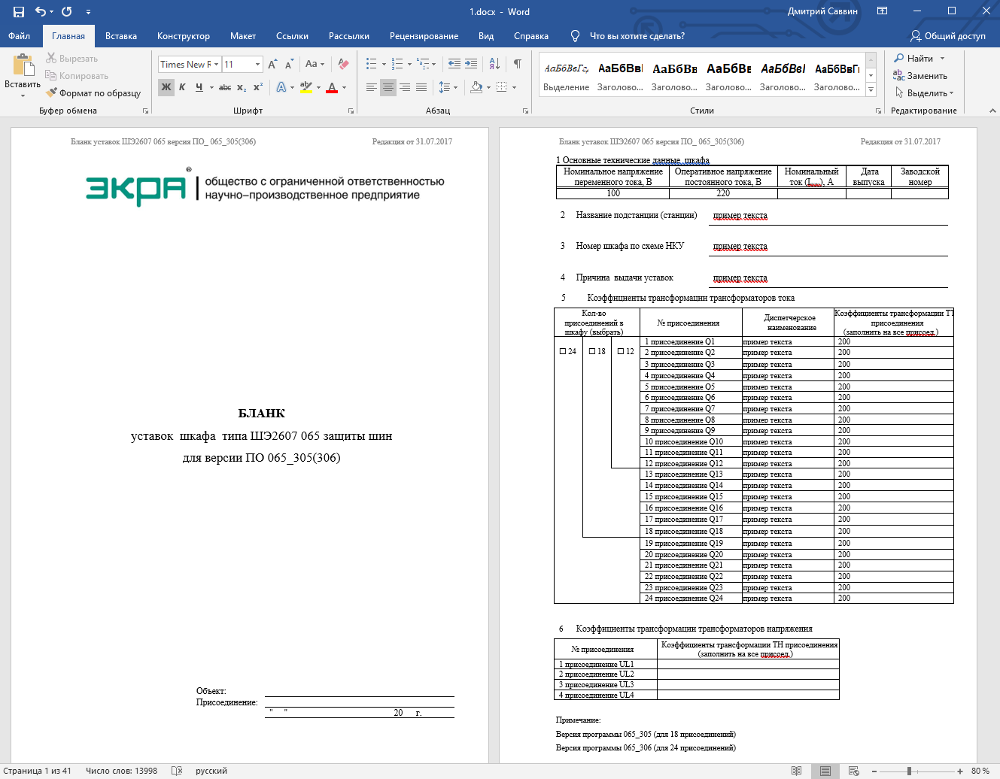 1.docx - Word
Дмитрий Саввин
Файл
Главная
Вставка
Конструктор
Макет
Ссылки
Рассылки
Рецензирование
Вид
Справка
Что вы хотите сделать?
Общий доступ
Вставить
Вырезать
Копировать
Формат по образцу
Буфер обмена
Times New R
11
Aa
Ж К Ч abc x₂ x²
Шрифт
Абзац
АаБбВвГг,
Выделение
АаБбВвІ
Заголово...
АаБбВв
Заголово...
АаБбВв
Заголово...
АаБбВвІ
Заголово...
АаБбВвГг
Заголово...
Стили
Найти
Заменить
Выделить
Редактирование
Бланк уставок ШЭ2607 065 версия ПО_ 065_305(306) Редакция от 31.07.2017
ЭКРА®
общество с ограниченной ответственностью
научно–производственное предприятие
БЛАНК
уставок шкафа типа ШЭ2607 065 защиты шин
для версии ПО 065_305(306)
Объект:
Присоединение:
" " 20 г.
Бланк уставок ШЭ2607 065 версия ПО_ 065_305(306) Редакция от 31.07.2017
1 Основные технические данные шкафа
Номинальное напряжение переменного тока, В
Оперативное напряжение постоянного тока, В
Номинальный ток ), А
Дата выпуска
Заводской номер
100 220
2 Название подстанции (станции) пример текста
3 Номер шкафа по схеме НКУ пример текста
4 Причина выдачи уставок пример текста
5 Коэффициенты трансформации трансформаторов тока
Кол-во присоединений в шкафу (выбрать)
№ присоединения
Диспетчерское наименование
Коэффициенты трансформации ТТ
присоединения
(заполнить на все присоед.)
☐ 24 ☐ 18 ☐ 12
1 присоединение Q1 пример текста 200
2 присоединение Q2 пример текста 200
3 присоединение Q3 пример текста 200
4 присоединение Q4 пример текста 200
5 присоединение Q5 пример текста 200
6 присоединение Q6 пример текста 200
7 присоединение Q7 пример текста 200
8 присоединение Q8 пример текста 200
9 присоединение Q9 пример текста 200
10 присоединение Q10 пример текста 200
11 присоединение Q11 пример текста 200
12 присоединение Q12 пример текста 200
13 присоединение Q13 пример текста 200
14 присоединение Q14 пример текста 200
15 присоединение Q15 пример текста 200
16 присоединение Q16 пример текста 200
17 присоединение Q17 пример текста 200
18 присоединение Q18 пример текста 200
19 присоединение Q19 пример текста 200
20 присоединение Q20 пример текста 200
21 присоединение Q21 пример текста 200
22 присоединение Q22 пример текста 200
23 присоединение Q23 пример текста 200
24 присоединение Q24 пример текста 200
6 Коэффициенты трансформации трансформаторов напряжения
№ присоединения
Коэффициенты трансформации ТН присоединения
(заполнить на все присоед.)
1 присоединение UL1
2 присоединение UL2
3 присоединение UL3
4 присоединение UL4
Примечание:
Версия программы 065_305 (для 18 присоединений)
Версия программы 065_306 (для 24 присоединений)
Страница 1 из 41
Число слов: 13998
русский
80 %